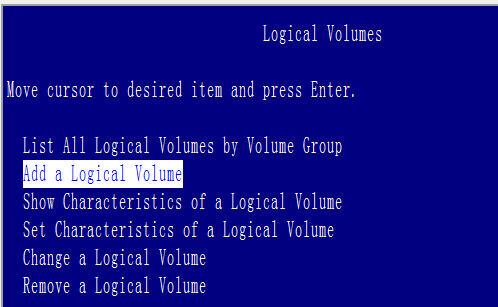 Logical Volumes
Move cursor to desired item and press Enter.
List All Logical Volumes by Volume Group
Add a Logical Volume
Show Characteristics of a Logical Volume
Set Characteristics of a Logical Volume
Change a Logical Volume
Remove a Logical Volume